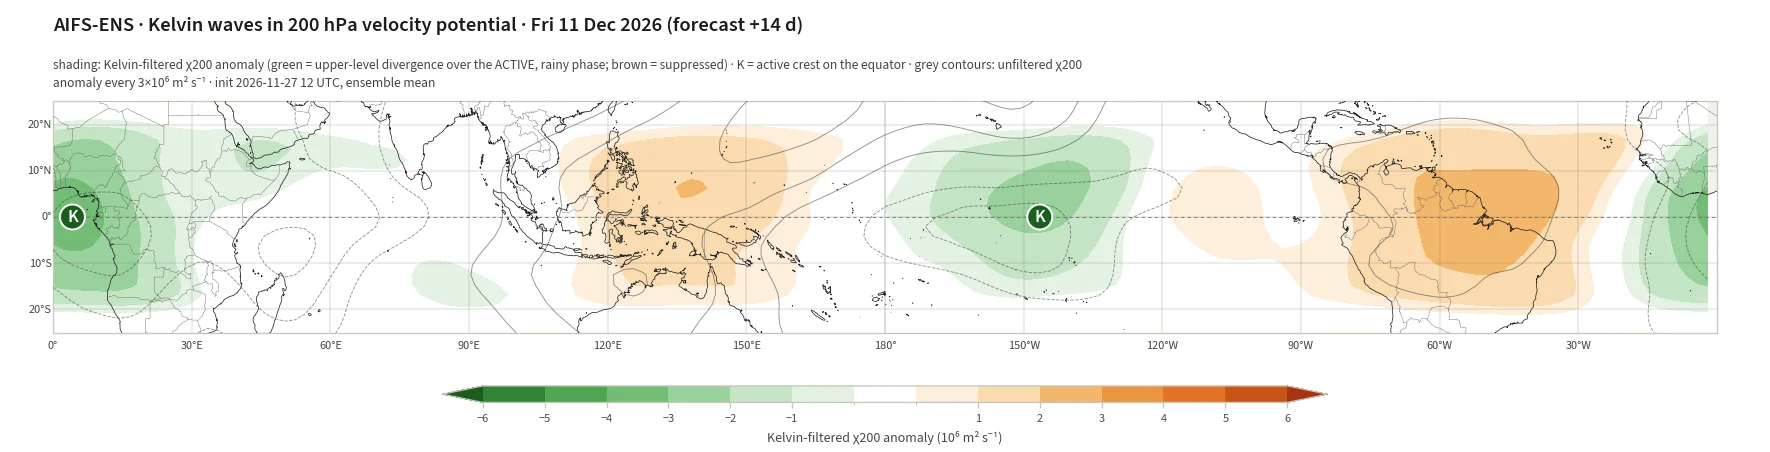 AIFS-ENS · Kelvin waves in 200 hPa velocity potential · Fri 11 Dec 2026 (forecast +14 d)
shading: Kelvin-filtered χ200 anomaly (green = upper-level divergence over the ACTIVE, rainy phase; brown = suppressed) · K = active crest on the equator · grey contours: unfiltered χ200
anomaly every 3×10⁶ m² s⁻¹ · init 2026-11-27 12 UTC, ensemble mean
20°N
10°N
0°
10°S
20°S
K
K
0° 30°E 60°E 90°E 120°E 150°E 180° 150°W 120°W 90°W 60°W 30°W
−6 −5 −4 −3 −2 −1 1 2 3 4 5 6
Kelvin-filtered χ200 anomaly (10⁶ m² s⁻¹)